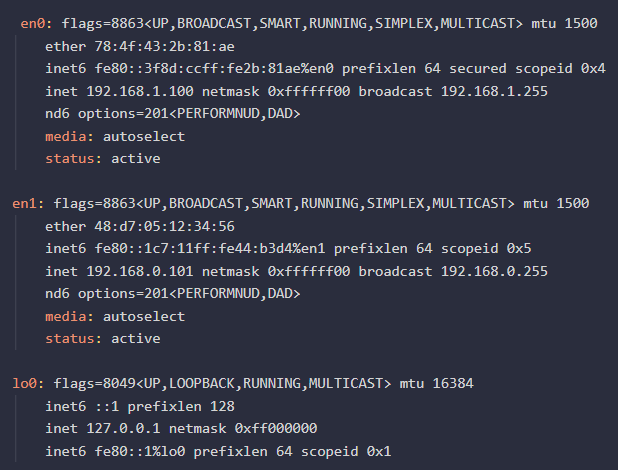 en0: flags=8863<UP,BROADCAST,SMART,RUNNING,SIMPLEX,MULTICAST> mtu 1500
ether 78:4f:43:2b:81:ae
inet6 fe80::3f8d:ccff:fe2b:81ae%en0 prefixlen 64 secured scopeid 0x4
inet 192.168.1.100 netmask 0xffffff00 broadcast 192.168.1.255
nd6 options=201<PERFORMNUD,DAD>
media: autoselect
status: active
en1: flags=8863<UP,BROADCAST,SMART,RUNNING,SIMPLEX,MULTICAST> mtu 1500
ether 48:d7:05:12:34:56
inet6 fe80::1c7:11ff:fe44:b3d4%en1 prefixlen 64 scopeid 0x5
inet 192.168.0.101 netmask 0xffffff00 broadcast 192.168.0.255
nd6 options=201<PERFORMNUD,DAD>
media: autoselect
status: active
lo0: flags=8049<UP,LOOPBACK,RUNNING,MULTICAST> mtu 16384
inet6 ::1 prefixlen 128
inet 127.0.0.1 netmask 0xff000000
inet6 fe80::1%lo0 prefixlen 64 scopeid 0x1